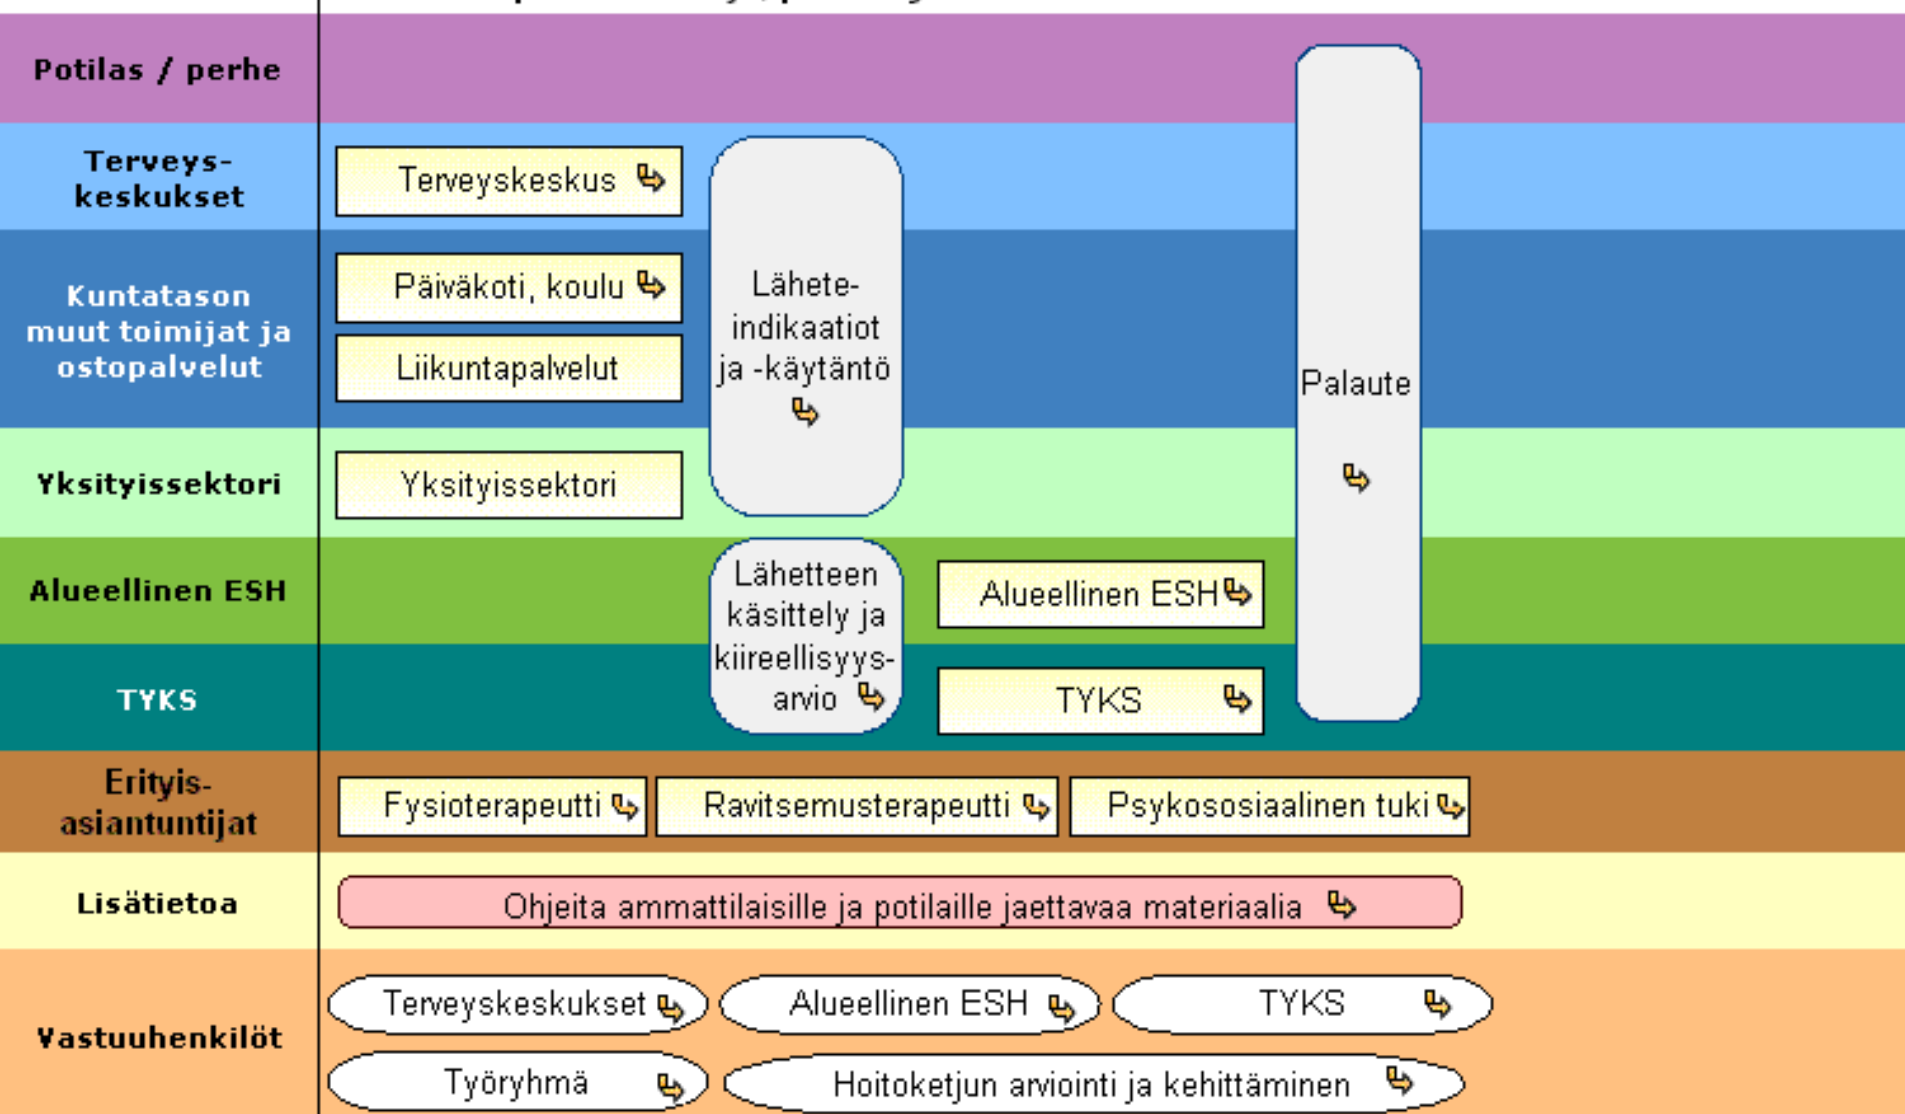 Potilas / perhe
Terveys-
keskukset
Terveyskeskus
Kuntatason
muut toimijat ja
ostopalvelut
Päiväkoti, koulu
Liikuntapalvelut
Lähete-
indikaatiot
ja -käytäntö
Palaute
Yksityissektori
Yksityissektori
Alueellinen ESH
Lähetteen
käsittely ja
kiireellisyys-
arvio
Alueellinen ESH
TYKS
TYKS
Erityis-
asiantuntijat
Fysioterapeutti
Ravitsemusterapeutti
Psykososiaalinen tuki
Lisätietoa
Ohjeita ammattilaisille ja potilaille jaettavaa materiaalia
Vastuuhenkilöt
Terveyskeskukset
Alueellinen ESH
TYKS
Työryhmä
Hoitoketjun arviointi ja kehittäminen